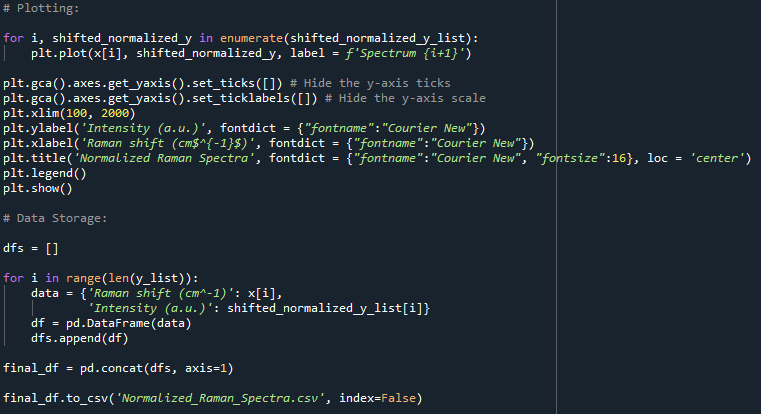 # Plotting:
for i, shifted_normalized_y in enumerate(shifted_normalized_y_list):
    plt.plot(x[i], shifted_normalized_y, label = f'Spectrum {i+1}')
plt.gca().axes.get_yaxis().set_ticks([]) # Hide the y-axis ticks
plt.gca().axes.get_yaxis().set_ticklabels([]) # Hide the y-axis scale
plt.xlim(100, 2000)
plt.ylabel('Intensity (a.u.)', fontdict = {"fontname":"Courier New"})
plt.xlabel('Raman shift (cm$^{-1}$)', fontdict = {"fontname":"Courier New"})
plt.title('Normalized Raman Spectra', fontdict = {"fontname":"Courier New", "fontsize":16}, loc = 'center')
plt.legend()
plt.show()
# Data Storage:
dfs = []
for i in range(len(y_list)):
    data = {'Raman shift (cm^-1)': x[i],
            'Intensity (a.u.)': shifted_normalized_y_list[i]}
    df = pd.DataFrame(data)
    dfs.append(df)
final_df = pd.concat(dfs, axis=1)
final_df.to_csv('Normalized_Raman_Spectra.csv', index=False)